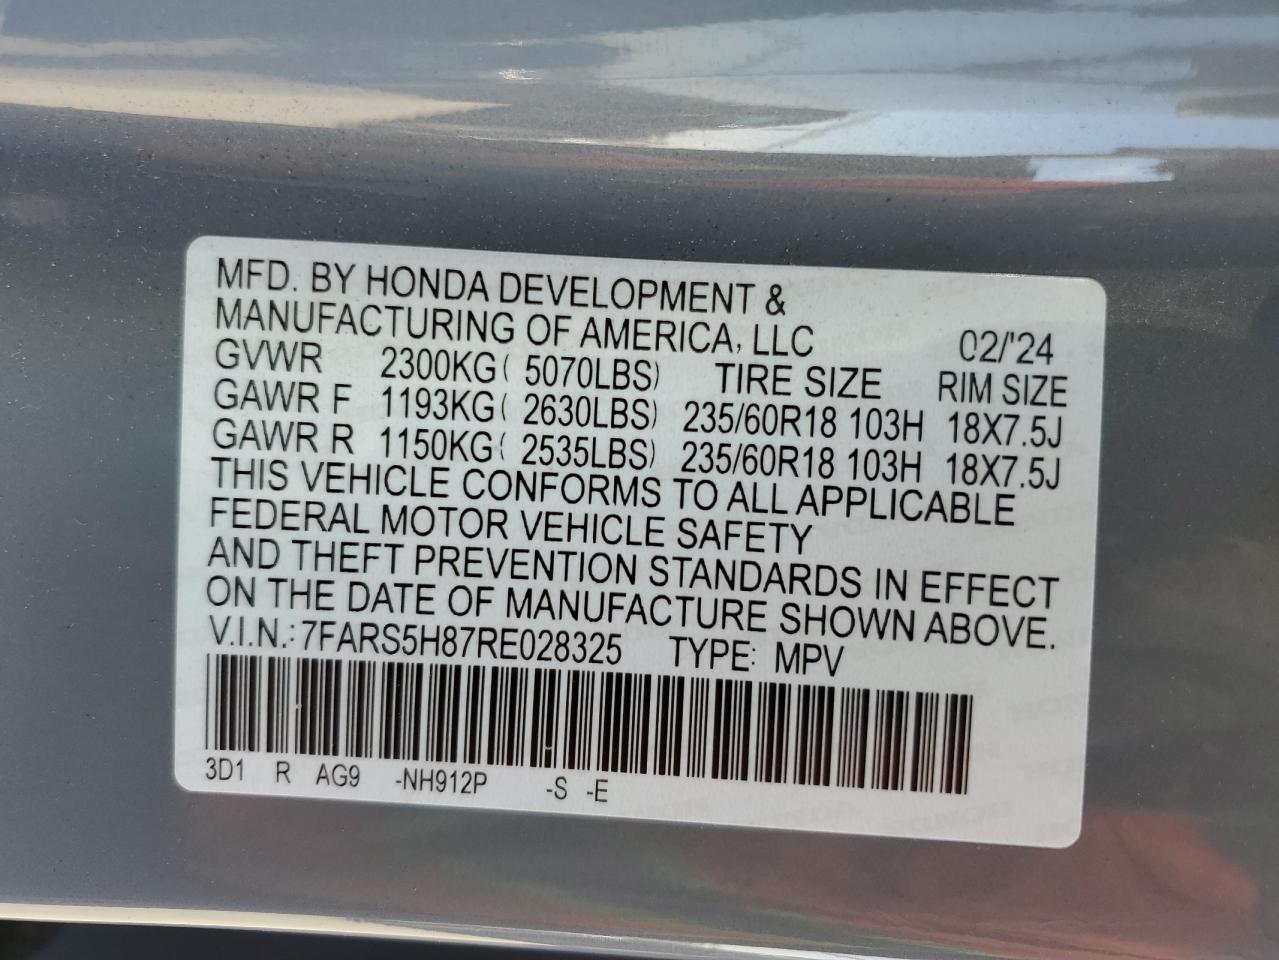 MFD. BY HONDA DEVELOPMENT &
MANUFACTURING OF AMERICA, LLC 02/'24
GVWR 2300KG( 5070LBS) TIRE SIZE RIM SIZE
GAWR F 1193KG( 2630LBS) 235/60R18 103H 18X7.5J
GAWR R 1150KG( 2535LBS) 235/60R18 103H 18X7.5J
THIS VEHICLE CONFORMS TO ALL APPLICABLE
FEDERAL MOTOR VEHICLE SAFETY
AND THEFT PREVENTION STANDARDS IN EFFECT
ON THE DATE OF MANUFACTURE SHOWN ABOVE.
V.I.N.: 7FARS5H87RE028325 TYPE: MPV
3D1 R AG9 -NH912P -S -E